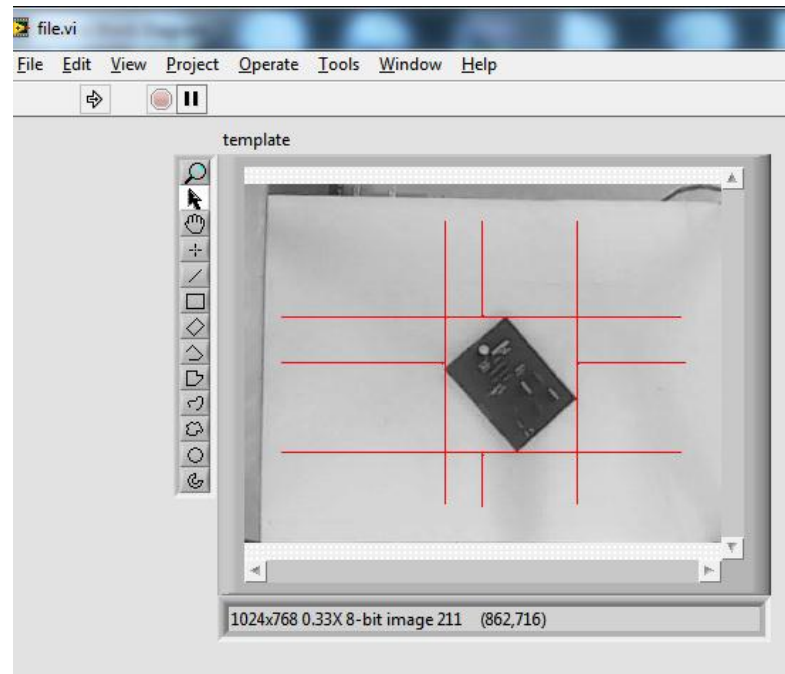 file.vi
File Edit View Project Operate Tools Window Help
template
1024x768 0.33X 8-bit image 211 (862,716)